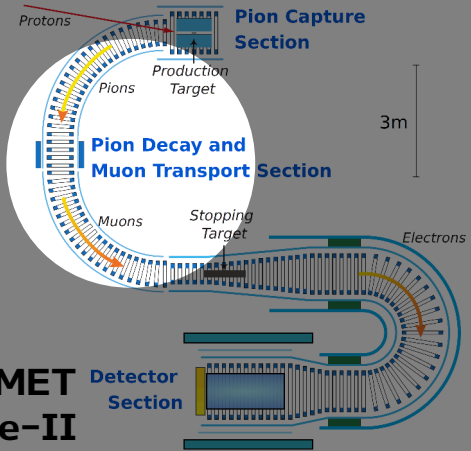 Protons
Pion Capture
Section
Production
Target
Pions
3m
Pion Decay and
Muon Transport Section
Muons
Stopping
Target
Electrons
MET
e-II
Detector
Section